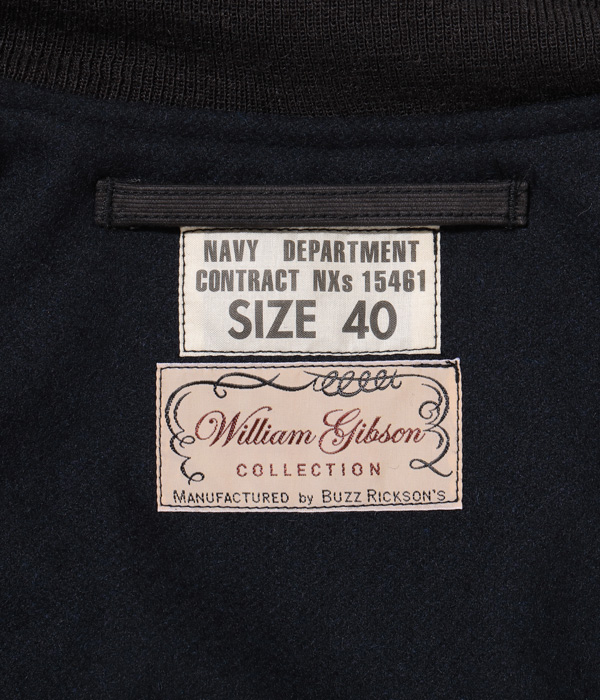 NAVY DEPARTMENT
CONTRACT NXs 15461
SIZE 40
William Gibson
COLLECTION
MANUFACTURED by BUZZ RICKSON'S